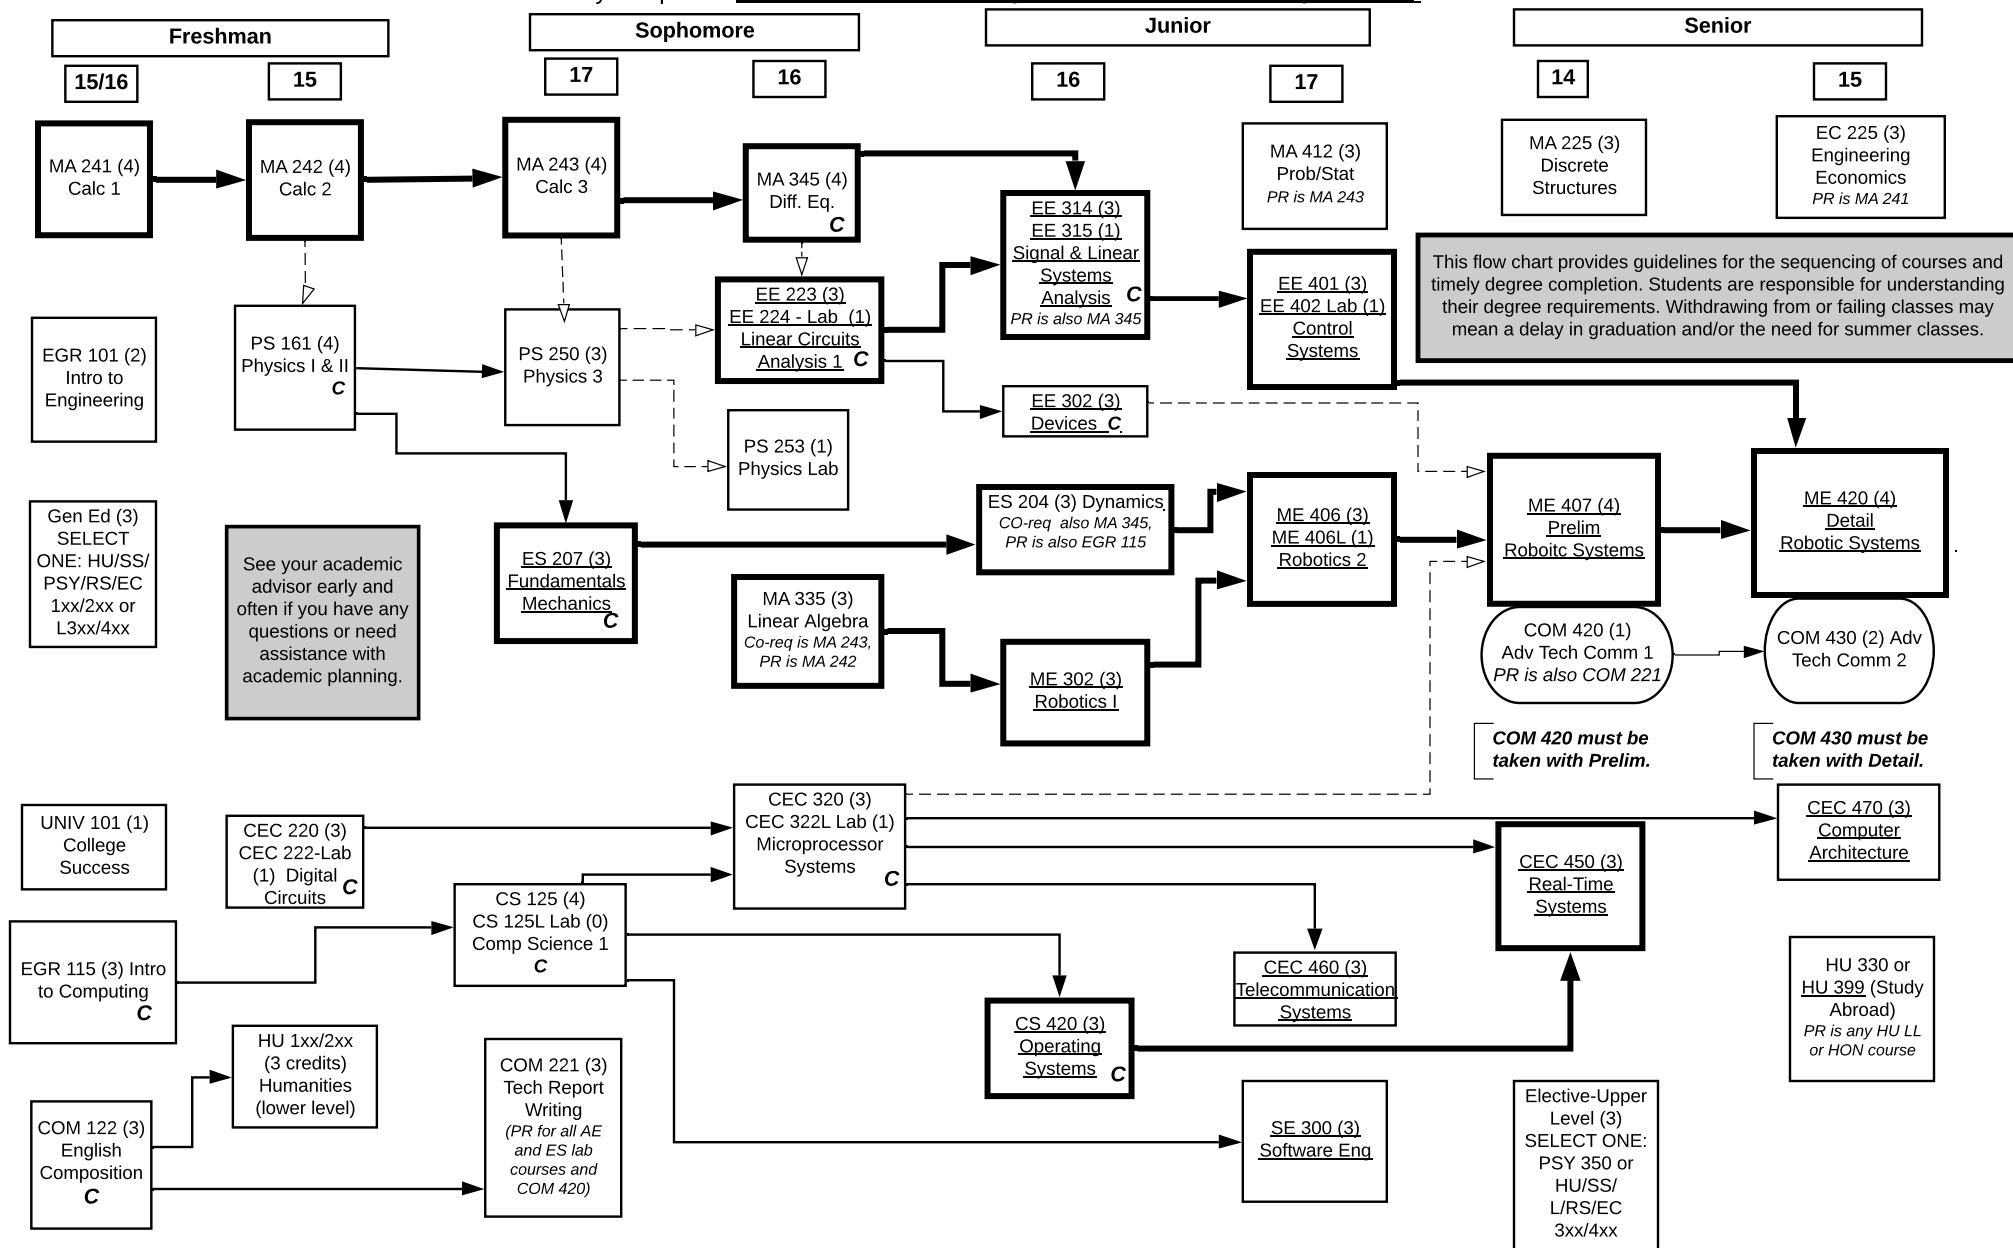 Freshman
Sophomore
Junior
Senior
15/16
15
17
16
16
17
14
15
MA 241 (4)
Calc 1
MA 242 (4)
Calc 2
MA 243 (4)
Calc 3
MA 345 (4)
Diff. Eq.
C
EE 314 (3)
EE 315 (1)
Signal & Linear
Systems
Analysis C
PR is also MA 345
MA 412 (3)
Prob/Stat
PR is MA 243
MA 225 (3)
Discrete
Structures
EC 225 (3)
Engineering
Economics
PR is MA 241
This flow chart provides guidelines for the sequencing of courses and
timely degree completion. Students are responsible for understanding
their degree requirements. Withdrawing from or failing classes may
mean a delay in graduation and/or the need for summer classes.
EGR 101 (2)
Intro to
Engineering
PS 161 (4)
Physics I & II
C
PS 250 (3)
Physics 3
EE 223 (3)
EE 224 - Lab (1)
Linear Circuits
Analysis 1 C
EE 401 (3)
EE 402 Lab (1)
Control
Systems
EE 302 (3)
Devices C
PS 253 (1)
Physics Lab
Gen Ed (3)
SELECT
ONE: HU/SS/
PSY/RS/EC
1xx/2xx or
L3xx/4xx
See your academic
advisor early and
often if you have any
questions or need
assistance with
academic planning.
ES 207 (3)
Fundamentals
Mechanics
C
ES 204 (3) Dynamics
CO-req also MA 345,
PR is also EGR 115
MA 335 (3)
Linear Algebra
Co-req is MA 243,
PR is MA 242
ME 302 (3)
Robotics I
ME 406 (3)
ME 406L (1)
Robotics 2
ME 407 (4)
Prelim
Roboitc Systems
ME 420 (4)
Detail
Robotic Systems
COM 420 (1)
Adv Tech Comm 1
PR is also COM 221
COM 430 (2) Adv
Tech Comm 2
COM 420 must be
taken with Prelim.
COM 430 must be
taken with Detail.
UNIV 101 (1)
College
Success
CEC 220 (3)
CEC 222-Lab
(1) Digital
Circuits C
CEC 320 (3)
CEC 322L Lab (1)
Microprocessor
Systems
C
CEC 470 (3)
Computer
Architecture
CEC 450 (3)
Real-Time
Systems
CS 125 (4)
CS 125L Lab (0)
Comp Science 1
C
EGR 115 (3) Intro
to Computing
C
CEC 460 (3)
Telecommunication
Systems
HU 330 or
HU 399 (Study
Abroad)
PR is any HU LL
or HON course
CS 420 (3)
Operating
Systems C
HU 1xx/2xx
(3 credits)
Humanities
(lower level)
COM 221 (3)
Tech Report
Writing
(PR for all AE
and ES lab
courses and
COM 420)
COM 122 (3)
English
Composition
C
SE 300 (3)
Software Eng
Elective-Upper
Level (3)
SELECT ONE:
PSY 350 or
HU/SS/
L/RS/EC
3xx/4xx